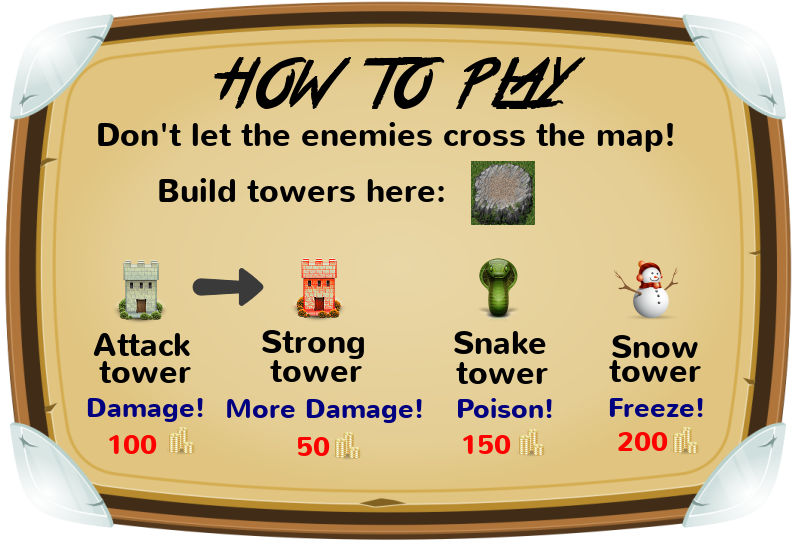 HOW TO PLAY
Don't let the enemies cross the map!
Build towers here:
Attack
tower
Damage!
100
Strong
tower
More Damage!
50
Snake
tower
Poison!
150
Snow
tower
Freeze!
200